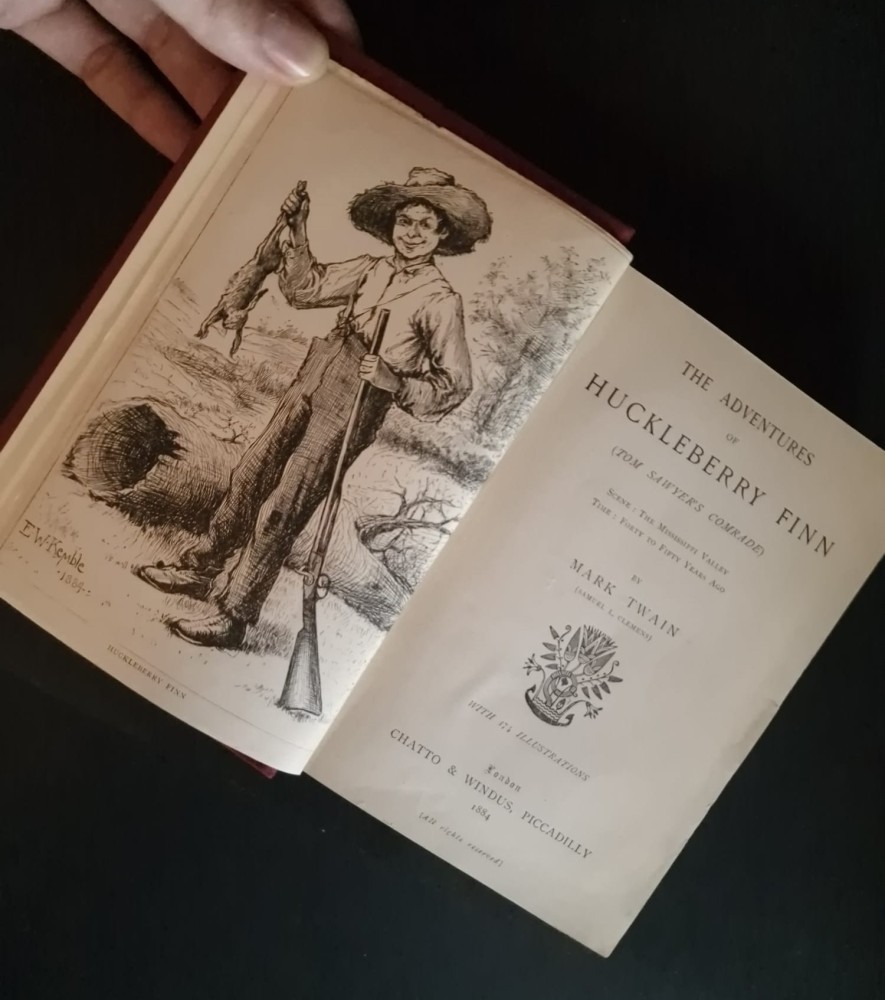 E.W. Kemble
1884.
HUCKLEBERRY FINN
THE ADVENTURES
OF
HUCKLEBERRY FINN
(TOM SAWYER'S COMRADE)
SCENE: THE MISSISSIPPI VALLEY
TIME: FORTY TO FIFTY YEARS AGO
BY
MARK TWAIN
(SAMUEL L. CLEMENS)
WITH 174 ILLUSTRATIONS
London
CHATTO & WINDUS, PICCADILLY
1884
[All rights reserved]